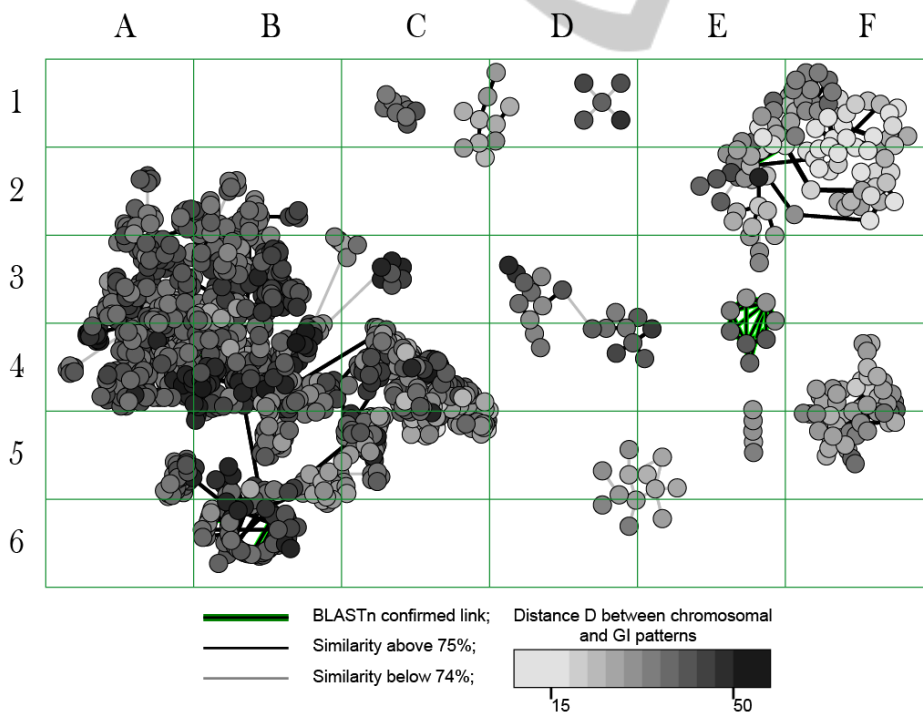 A B C D E F
1
2
3
4
5
6
BLASTn confirmed link;
Similarity above 75%;
Similarity below 74%;
Distance D between chromosomal
and GI patterns
15 50